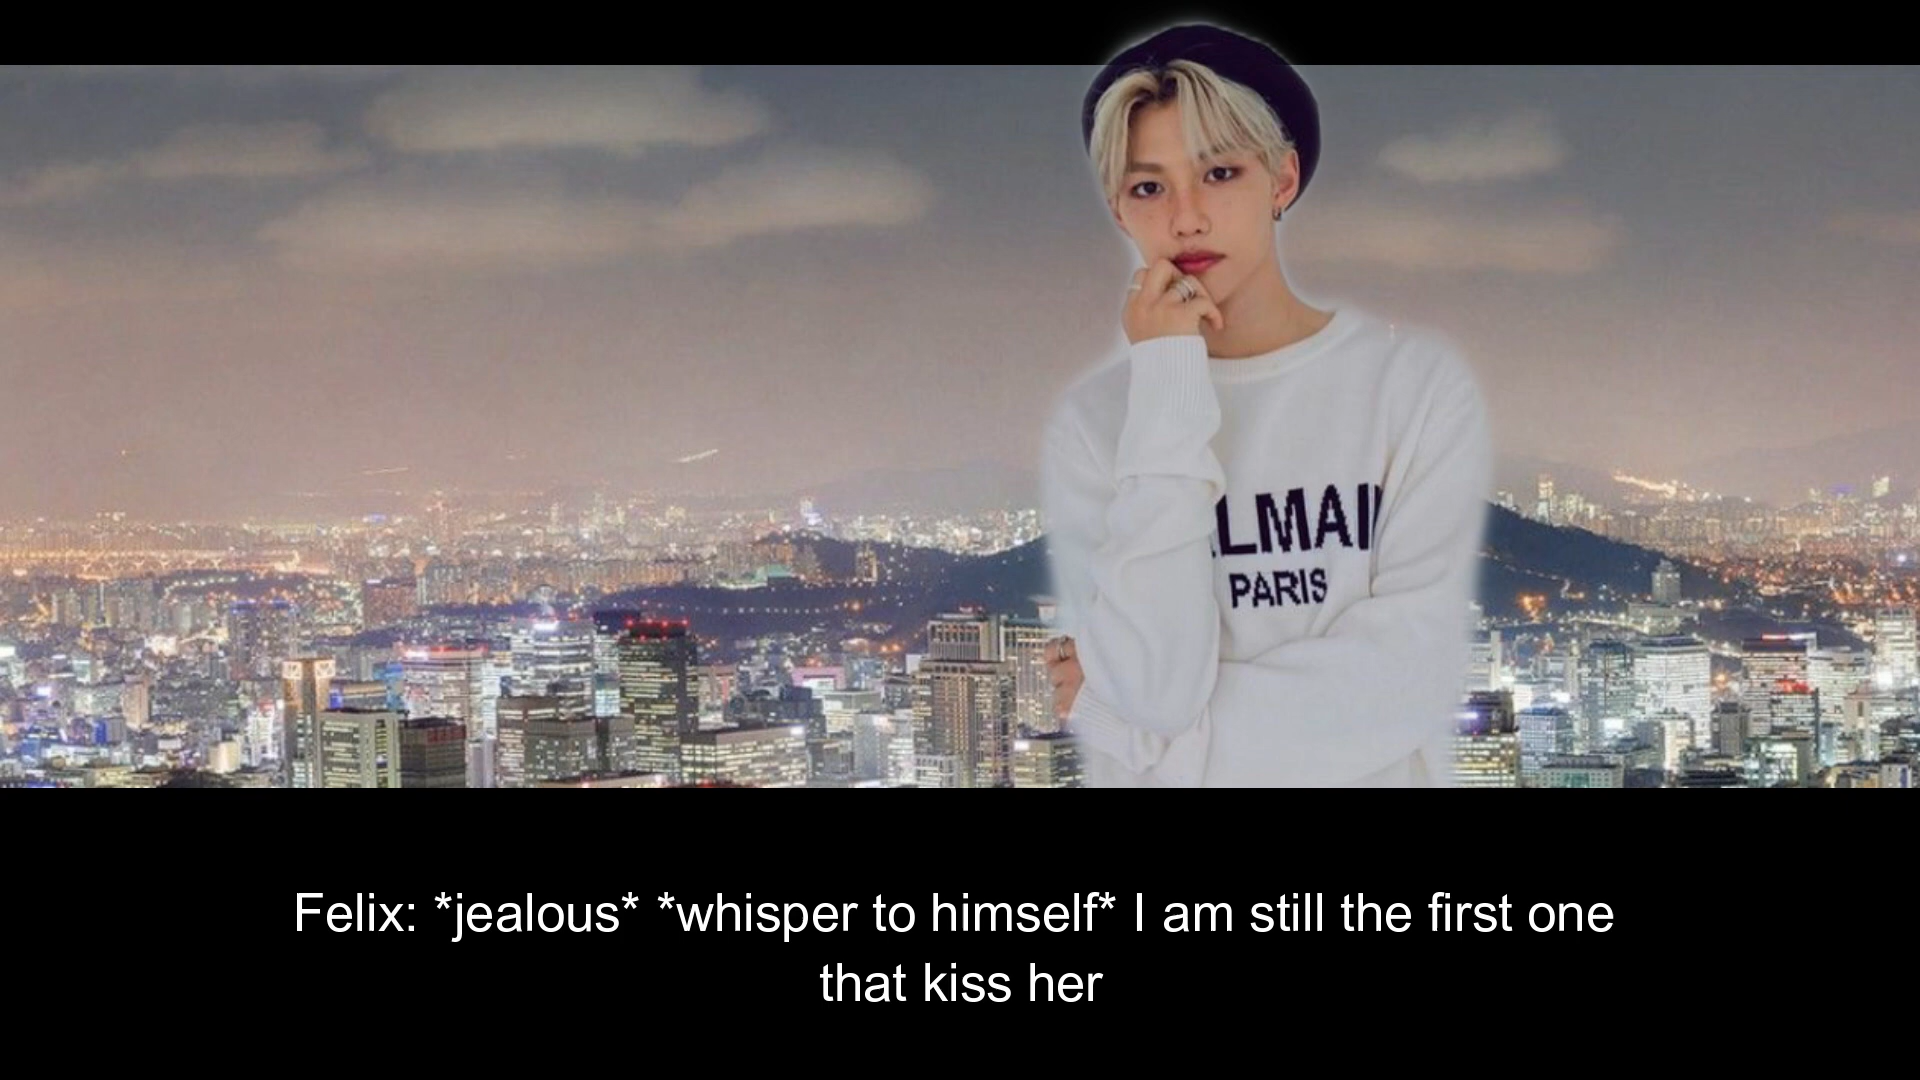 LMAI
PARIS
Felix: *jealous* *whisper to himself* I am still the first one
that kiss her